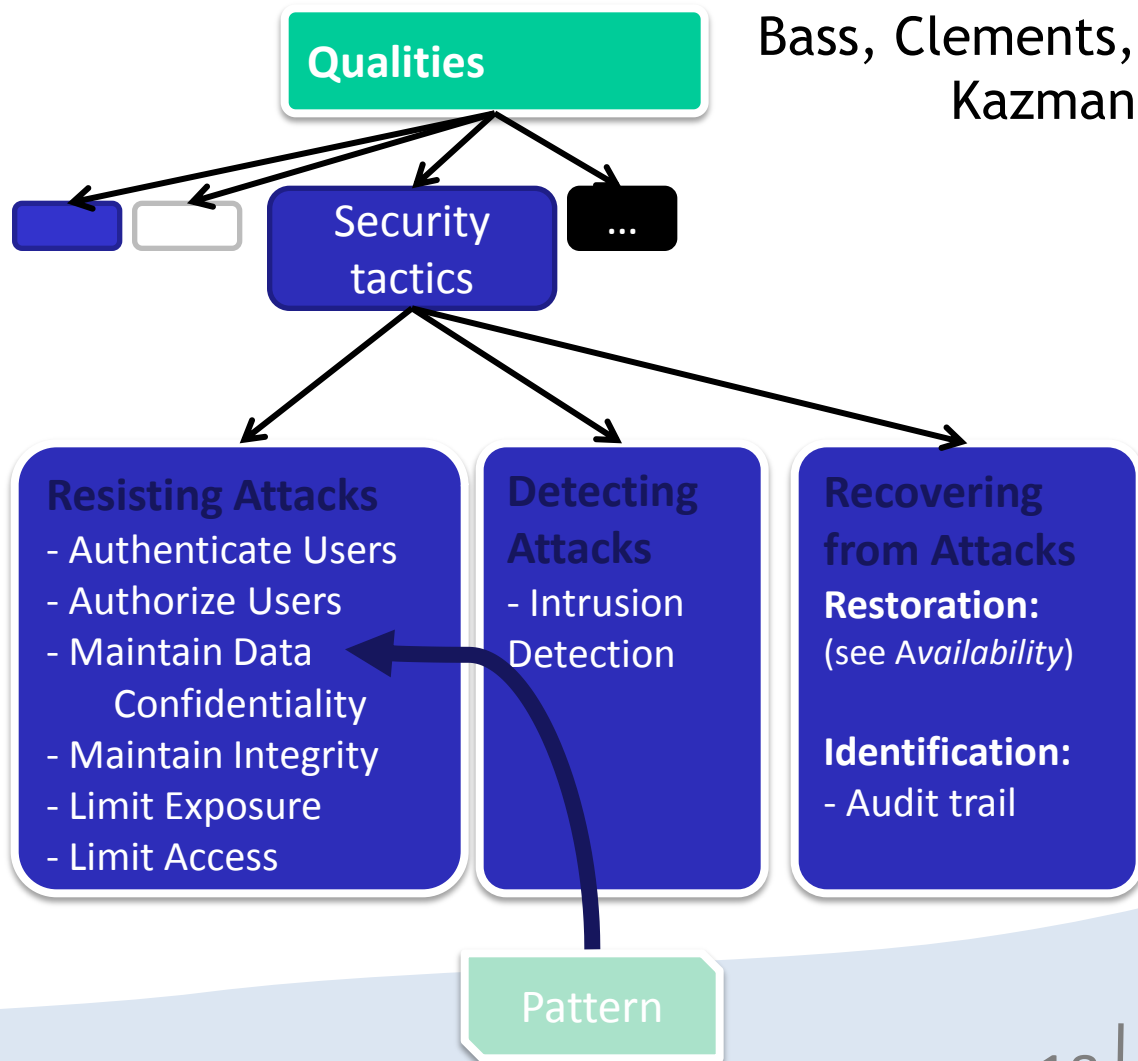 Qualities
Bass, Clements,
Kazman
Security
tactics
...
Resisting Attacks
- Authenticate Users
- Authorize Users
- Maintain Data
Confidentiality
- Maintain Integrity
- Limit Exposure
- Limit Access
Detecting
Attacks
- Intrusion
Detection
Recovering
from Attacks
Restoration:
(see Availability)
Identification:
- Audit trail
Pattern